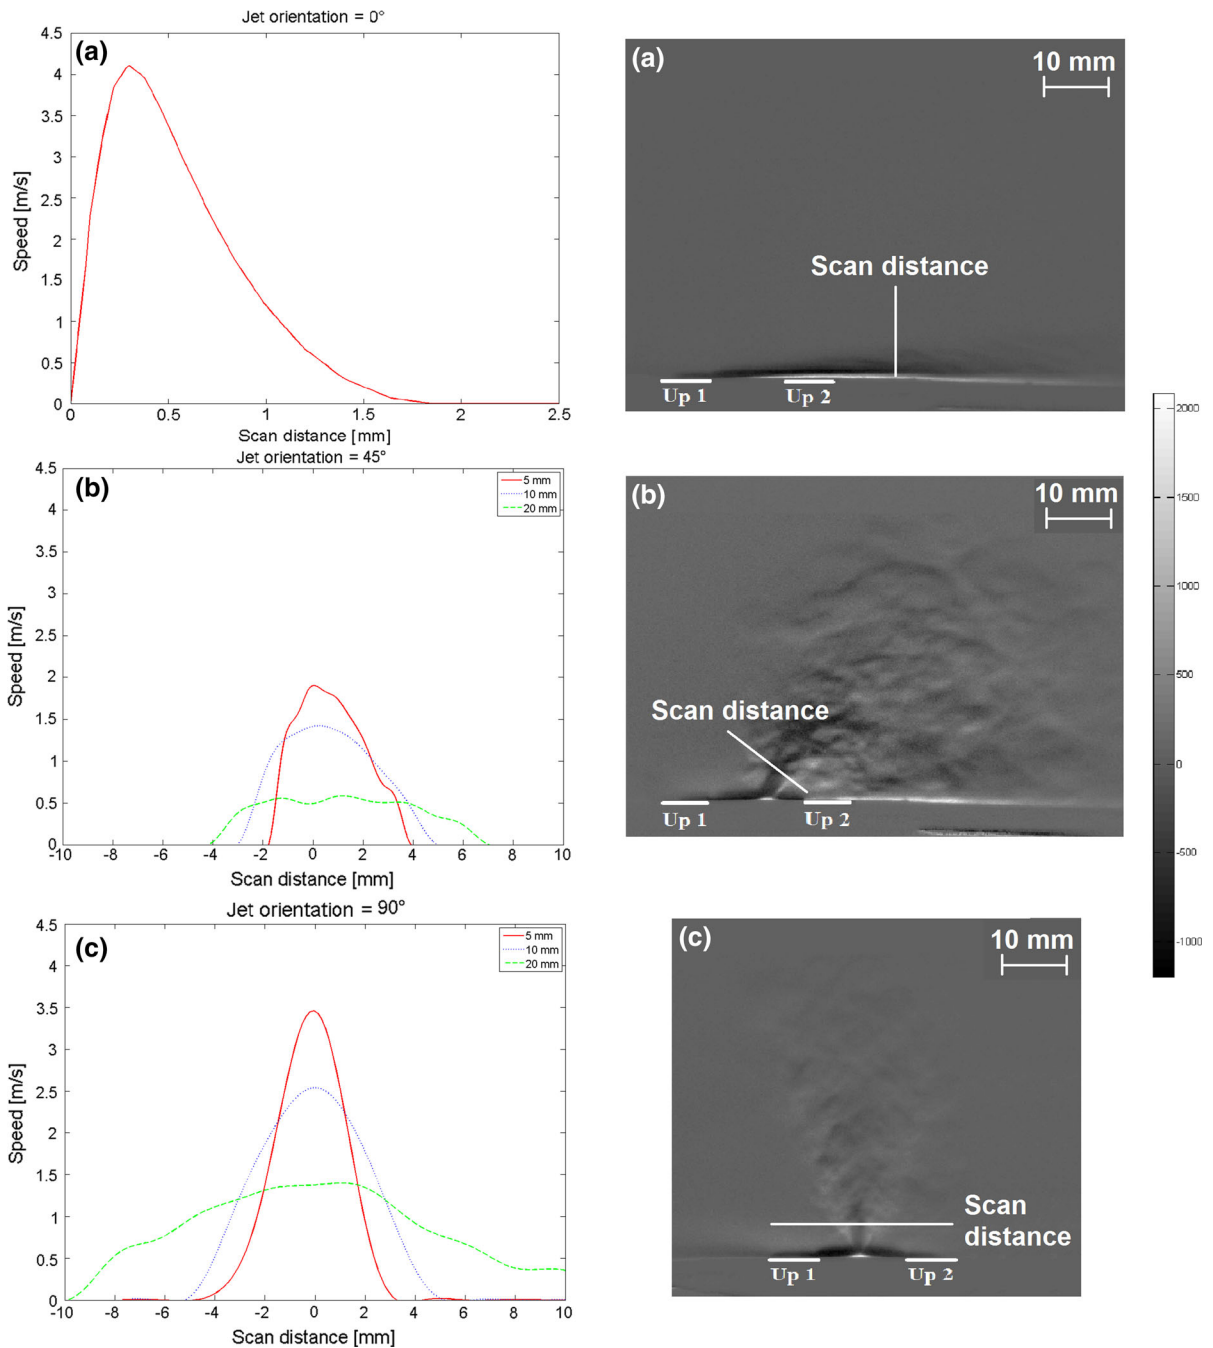 Jet orientation = 0°
(a)
4.5
4
3.5
3
2.5
2
1.5
1
0.5
0
Speed [m/s]
0 0.5 1 1.5 2 2.5
Scan distance [mm]
(a)
10 mm
Scan distance
Up 1 Up 2
Jet orientation = 45°
(b)
4.5
4
3.5
3
2.5
2
1.5
1
0.5
0
Speed [m/s]
5 mm
10 mm
20 mm
-10 -8 -6 -4 -2 0 2 4 6 8 10
Scan distance [mm]
(b)
10 mm
Scan distance
Up 1 Up 2
Jet orientation = 90°
(c)
4.5
4
3.5
3
2.5
2
1.5
1
0.5
0
Speed [m/s]
5 mm
10 mm
20 mm
-10 -8 -6 -4 -2 0 2 4 6 8 10
Scan distance [mm]
(c)
10 mm
Scan
distance
Up 1 Up 2
2000
1500
1000
500
0
-500
-1000